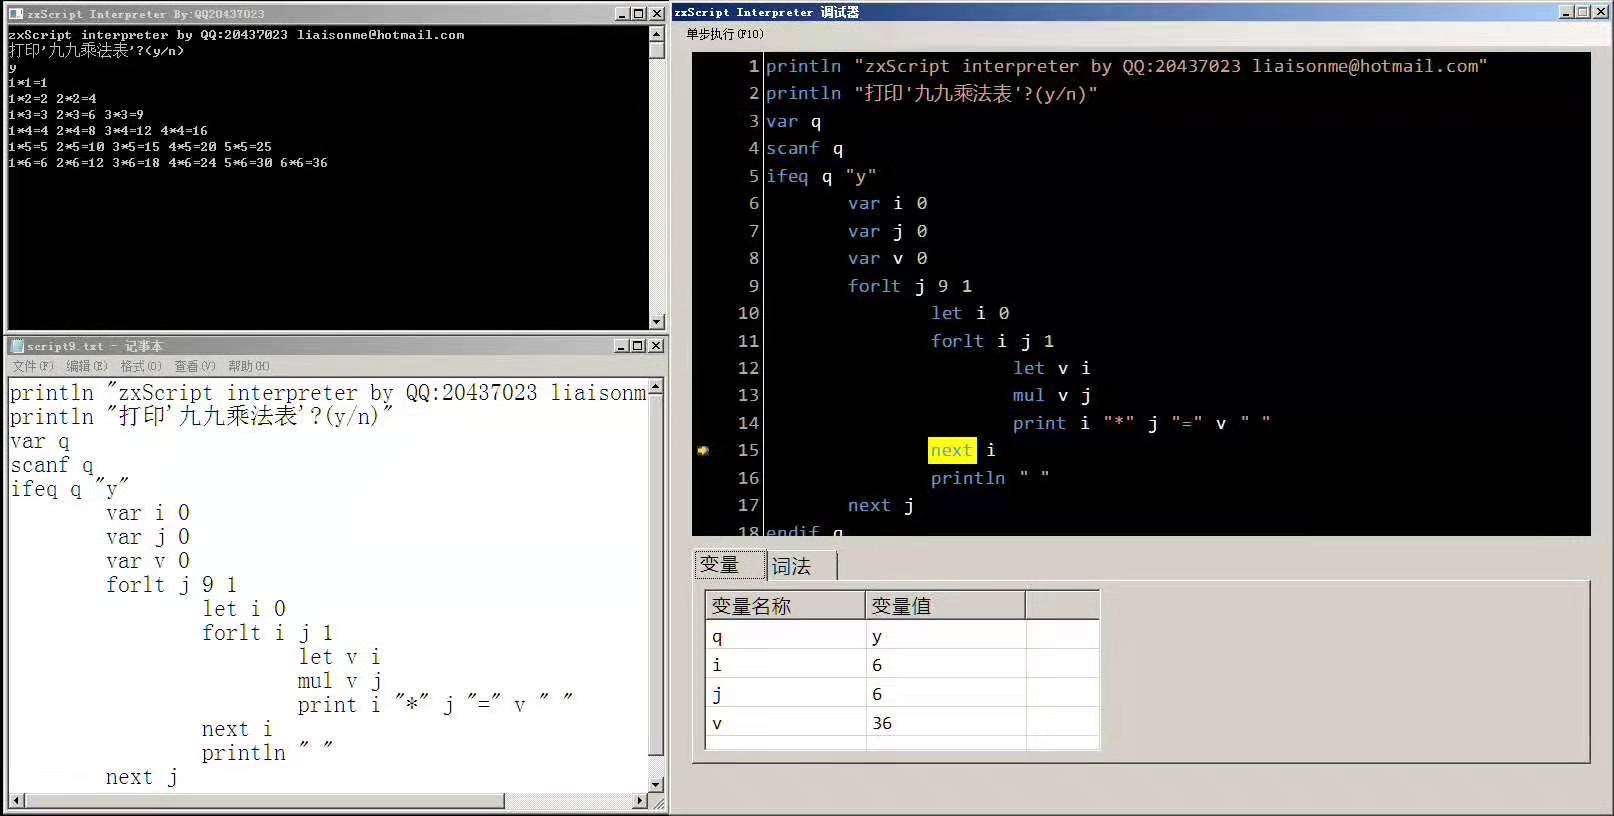 zxScript Interpreter By:QQ20437023
zxScript interpreter by QQ:20437023 liaisonme@hotmail.com
打印'九九乘法表'?(y/n)
y
1*1=1
1*2=2 2*2=4
1*3=3 2*3=6 3*3=9
1*4=4 2*4=8 3*4=12 4*4=16
1*5=5 2*5=10 3*5=15 4*5=20 5*5=25
1*6=6 2*6=12 3*6=18 4*6=24 5*6=30 6*6=36
script9.txt - 记事本
文件(F) 编辑(E) 格式(O) 查看(V) 帮助(H)
println "zxScript interpreter by QQ:20437023 liaisonm
println "打印'九九乘法表'?(y/n)"
var q
scanf q
ifeq q "y"
var i 0
var j 0
var v 0
forlt j 9 1
let i 0
forlt i j 1
let v i
mul v j
print i "*" j "=" v " "
next i
println " "
next j
zxScript Interpreter 调试器
单步执行(F10)
1 println "zxScript interpreter by QQ:20437023 liaisonme@hotmail.com"
2 println "打印'九九乘法表'?(y/n)"
3 var q
4 scanf q
5 ifeq q "y"
6 var i 0
7 var j 0
8 var v 0
9 forlt j 9 1
10 let i 0
11 forlt i j 1
12 let v i
13 mul v j
14 print i "*" j "=" v " "
15 next i
16 println " "
17 next j
18 endif q
变量 词法
变量名称 变量值
q y
i 6
j 6
v 36